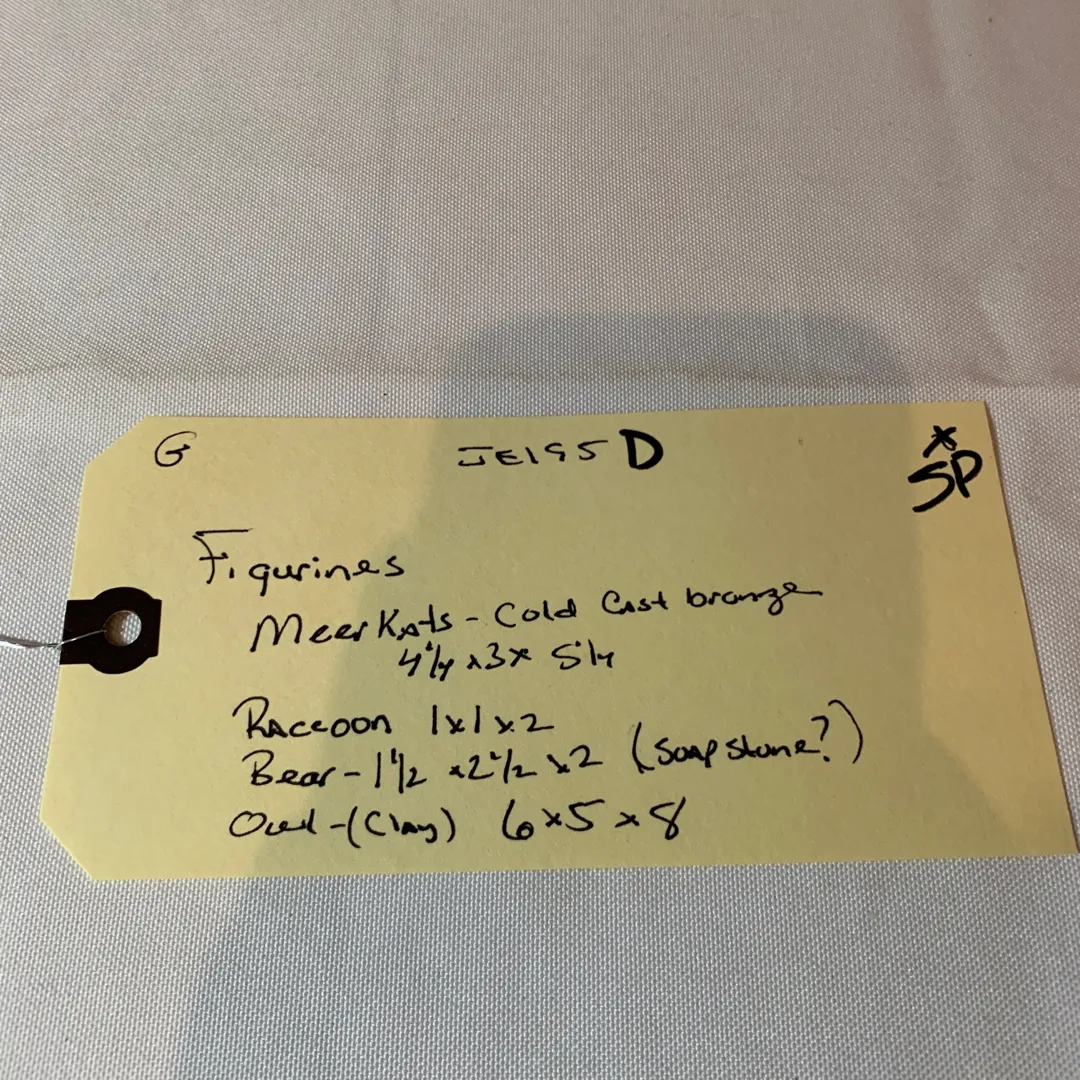 G JE195 D *SP
Figurines
MeerKats - Cold Cast bronze
4 1/4 x 3 x 5 1/4
Raccoon 1x1x2
Bear - 1 1/2 x 2 1/2 x 2 (Soapstone?)
Owl - (Clay) 6x5x8